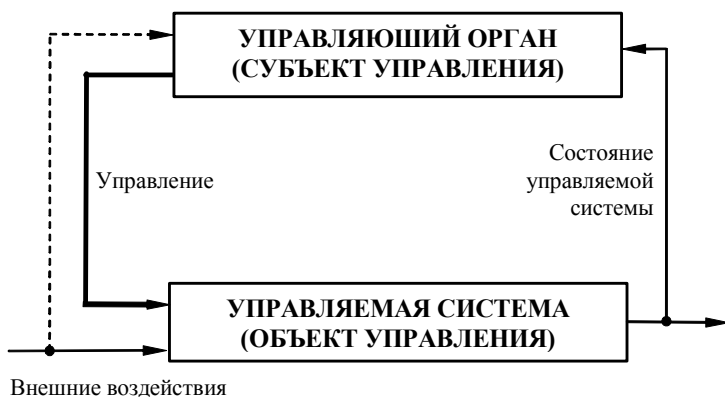 УПРАВЛЯЮШИЙ ОРГАН
(СУБЪЕКТ УПРАВЛЕНИЯ)
Управление
Состояние
управляемой
системы
УПРАВЛЯЕМАЯ СИСТЕМА
(ОБЪЕКТ УПРАВЛЕНИЯ)
Внешние воздействия